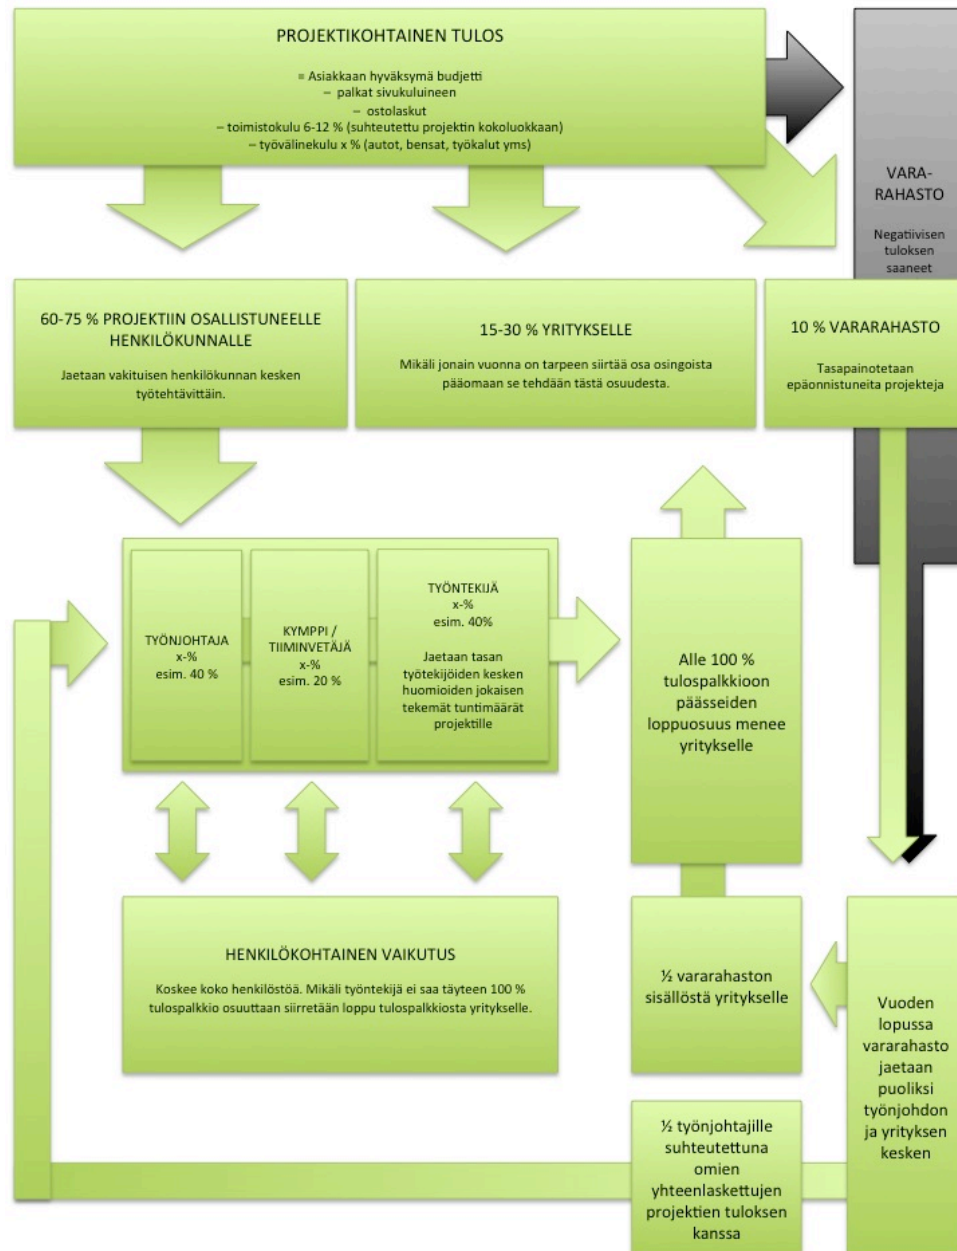 PROJEKTIKOHTAINEN TULOS
= Asiakkaan hyväksymä budjetti
– palkat sivukuluineen
– ostolaskut
– toimistokulu 6-12 % (suhteutettu projektin kokoluokkaan)
– työvälinekulu x % (autot, bensat, työkalut yms)
VARA-
RAHASTO
Negatiivisen
tuloksen
saaneet
60-75 % PROJEKTIIN OSALLISTUNEELLE
HENKILÖKUNNALLE
Jaetaan vakituisen henkilökunnan kesken
työtehtävittäin.
15-30 % YRITYKSELLE
Mikäli jonain vuonna on tarpeen siirtää osa osingoista
pääomaan se tehdään tästä osuudesta.
10 % VARARAHASTO
Tasapainotetaan
epäonnistuneita projekteja
TYÖNJOHTAJA
x-%
esim. 40 %
KYMPPI /
TIIMINVETÄJÄ
x-%
esim. 20 %
TYÖNTEKIJÄ
x-%
esim. 40%
Jaetaan tasan
työtekijöiden kesken
huomioiden jokaisen
tekemät tuntimäärät
projektille
Alle 100 %
tulospalkkioon
päässeiden
loppuosuus menee
yritykselle
HENKILÖKOHTAINEN VAIKUTUS
Koskee koko henkilöstöä. Mikäli työntekijä ei saa täyteen 100 %
tulospalkkio osuuttaan siirretään loppu tulospalkkiosta yritykselle.
½ vararahaston
sisällöstä yritykselle
Vuoden
lopussa
vararahasto
jaetaan
puoliksi
työnjohdon
ja yrityksen
kesken
½ työnjohtajille
suhteutettuna
omien
yhteenlaskettujen
projektien tuloksen
kanssa